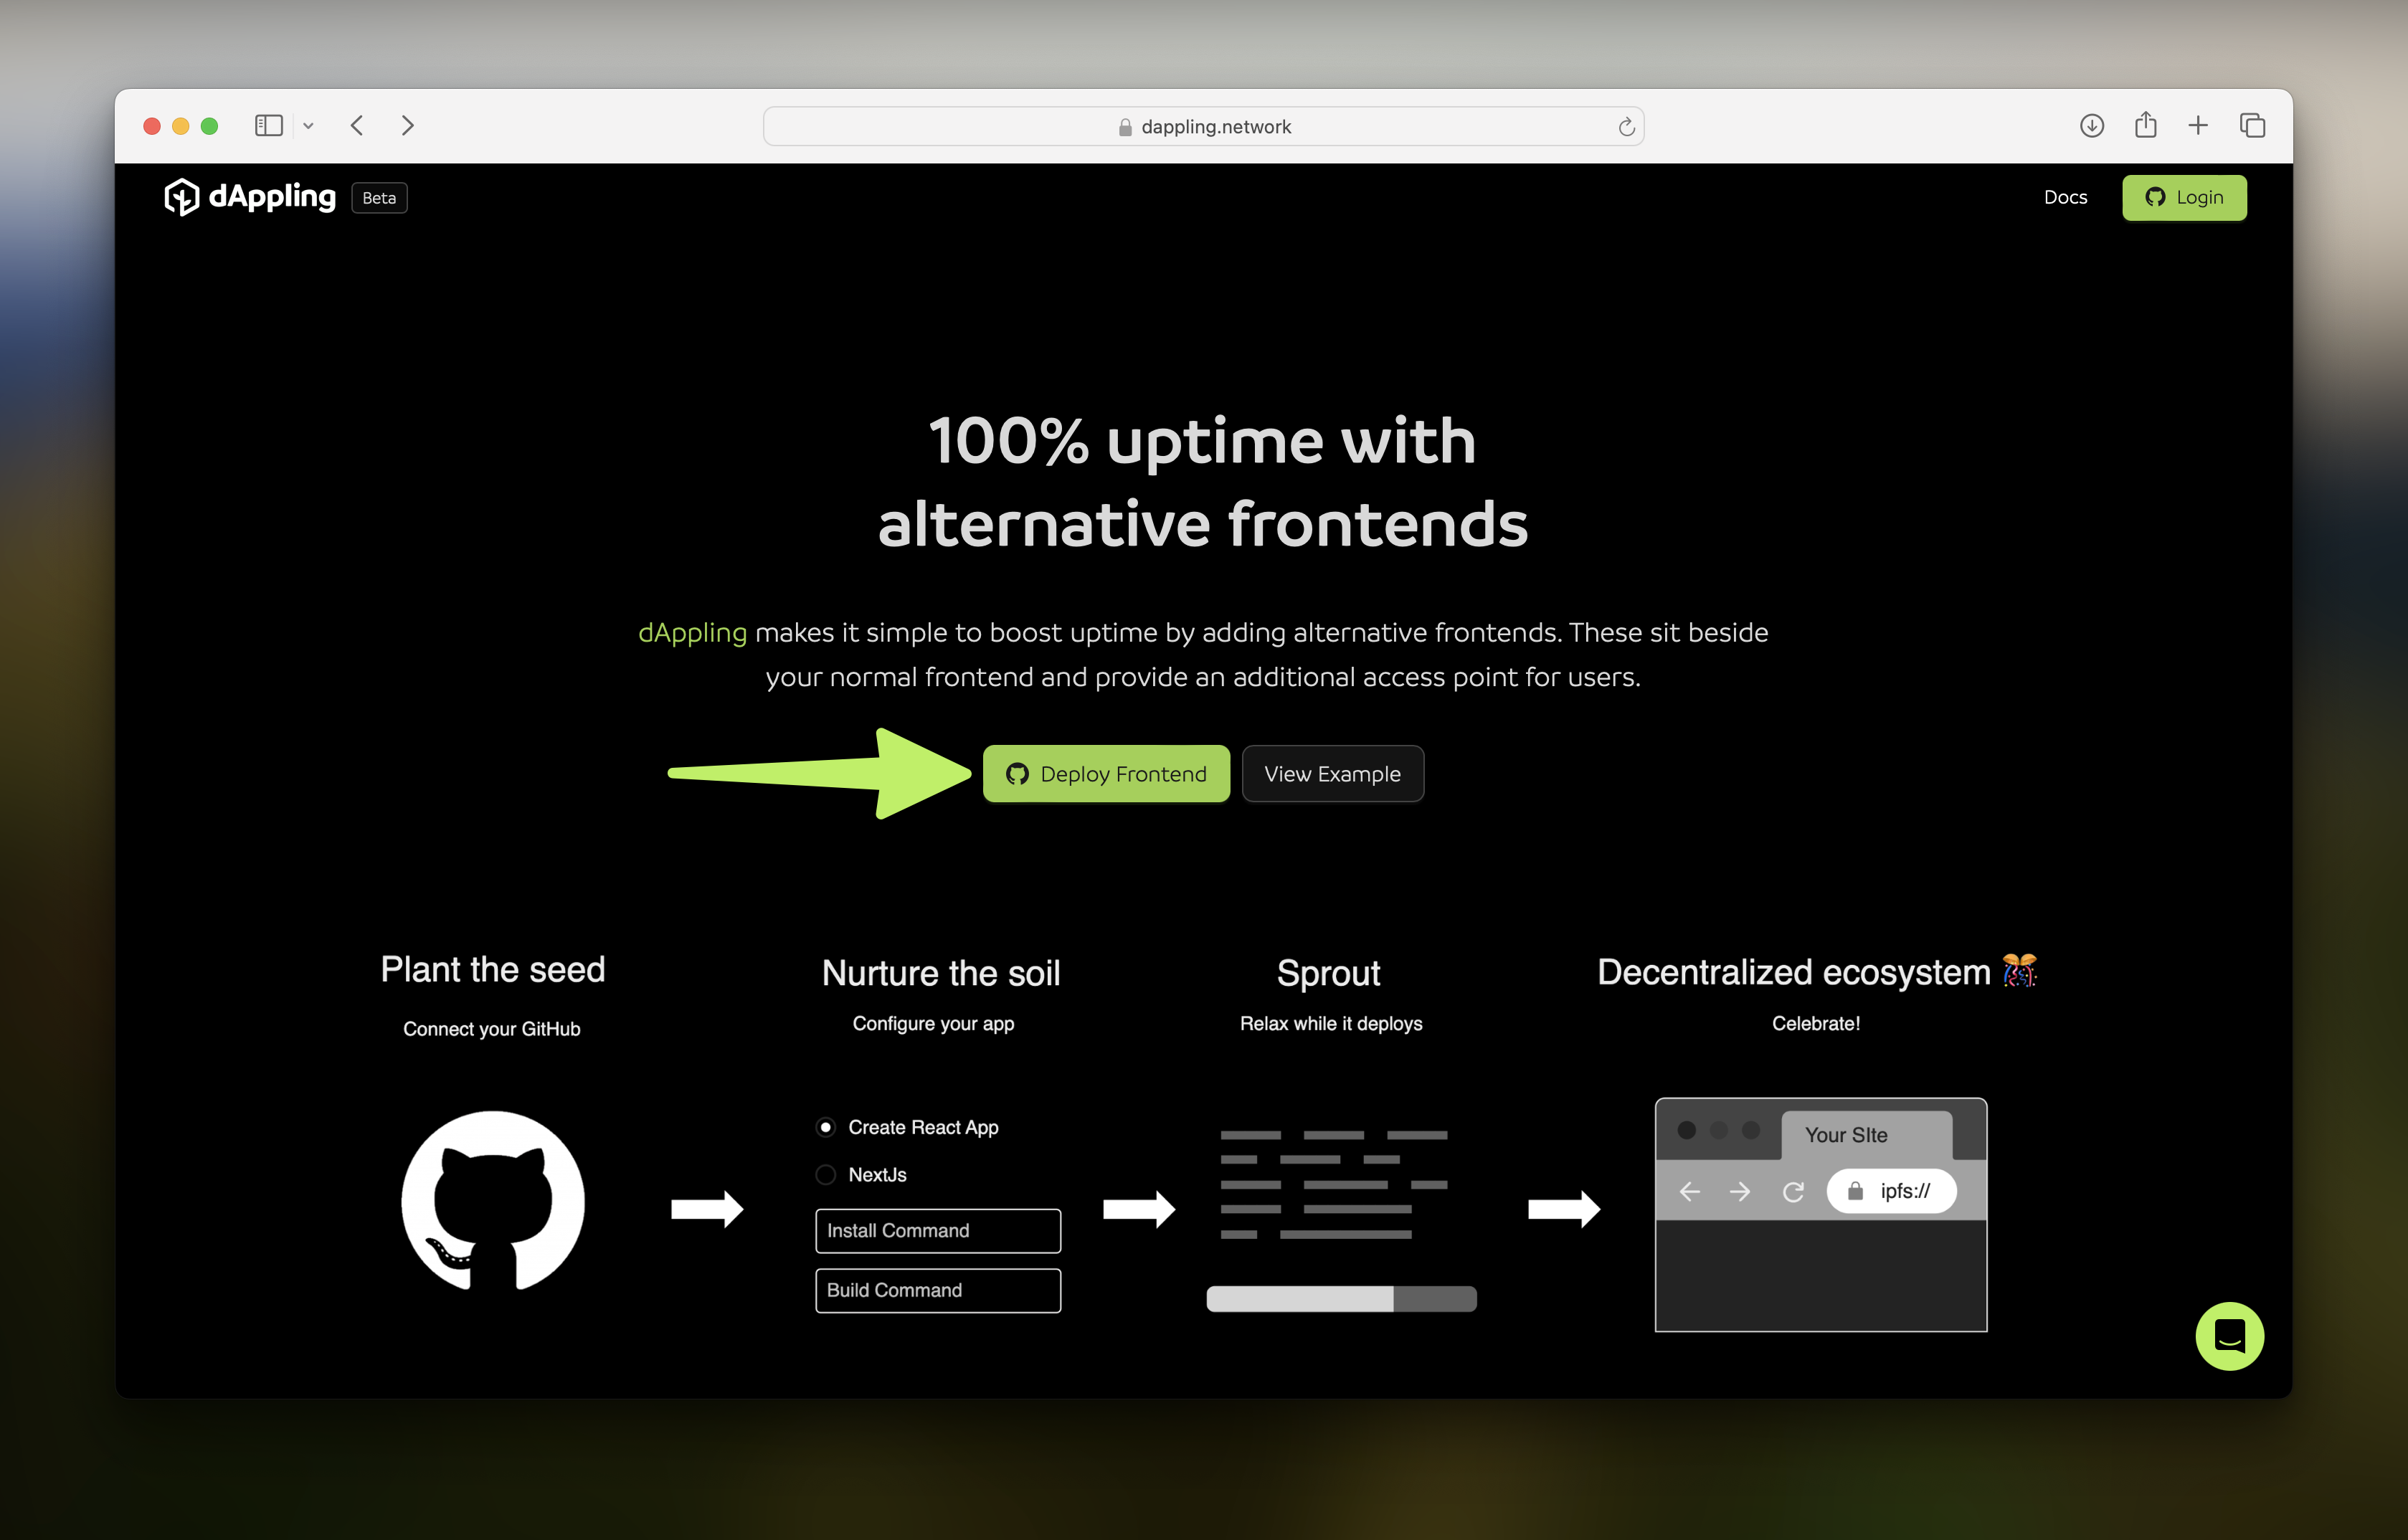 dappling.network
dAppling Beta
Docs
Login
100% uptime with
alternative frontends
dAppling makes it simple to boost uptime by adding alternative frontends. These sit beside
your normal frontend and provide an additional access point for users.
Deploy Frontend
View Example
Plant the seed
Connect your GitHub
Nurture the soil
Configure your app
Create React App
NextJs
Install Command
Build Command
Sprout
Relax while it deploys
Decentralized ecosystem 🎊
Celebrate!
Your SIte
ipfs://